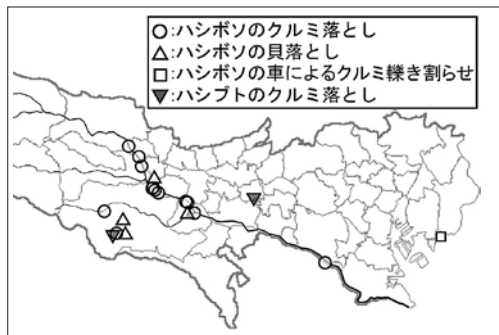 ○:ハシボソのクルミ落とし
△:ハシボソの貝落とし
□:ハシボソの車によるクルミ轢き割らせ
▼:ハシブトのクルミ落とし